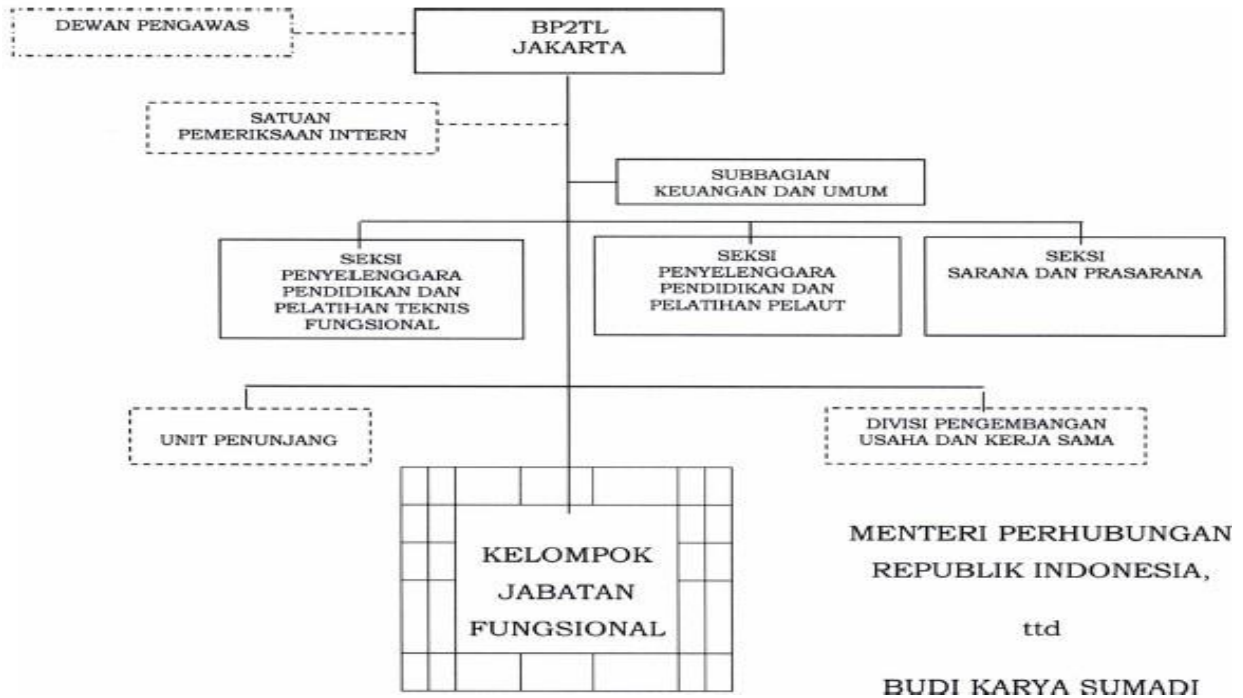 DEWAN PENGAWAS
BP2TL
JAKARTA
SATUAN
PEMERIKSAAN INTERN
SUBBAGIAN
KEUANGAN DAN UMUM
SEKSI
PENYELENGGARA
PENDIDIKAN DAN
PELATIHAN TEKNIS
FUNGSIONAL
SEKSI
PENYELENGGARA
PENDIDIKAN DAN
PELATIHAN PELAUT
SEKSI
SARANA DAN PRASARANA
UNIT PENUNJANG
DIVISI PENGEMBANGAN
USAHA DAN KERJA SAMA
KELOMPOK
JABATAN
FUNGSIONAL
MENTERI PERHUBUNGAN
REPUBLIK INDONESIA,
ttd
BUDI KARYA SUMADI